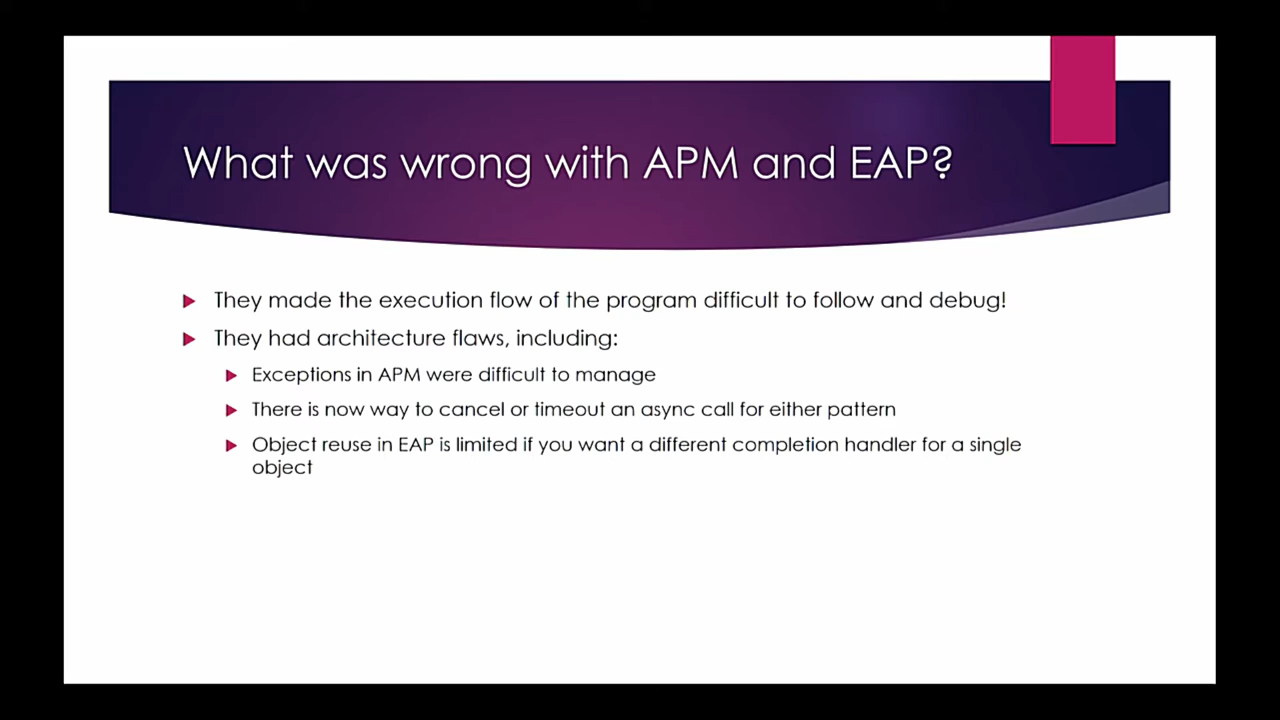 What was wrong with APM and EAP?
They made the execution flow of the program difficult to follow and debug!
They had architecture flaws, including:
Exceptions in APM were difficult to manage
There is now way to cancel or timeout an async call for either pattern
Object reuse in EAP is limited if you want a different completion handler for a single
object